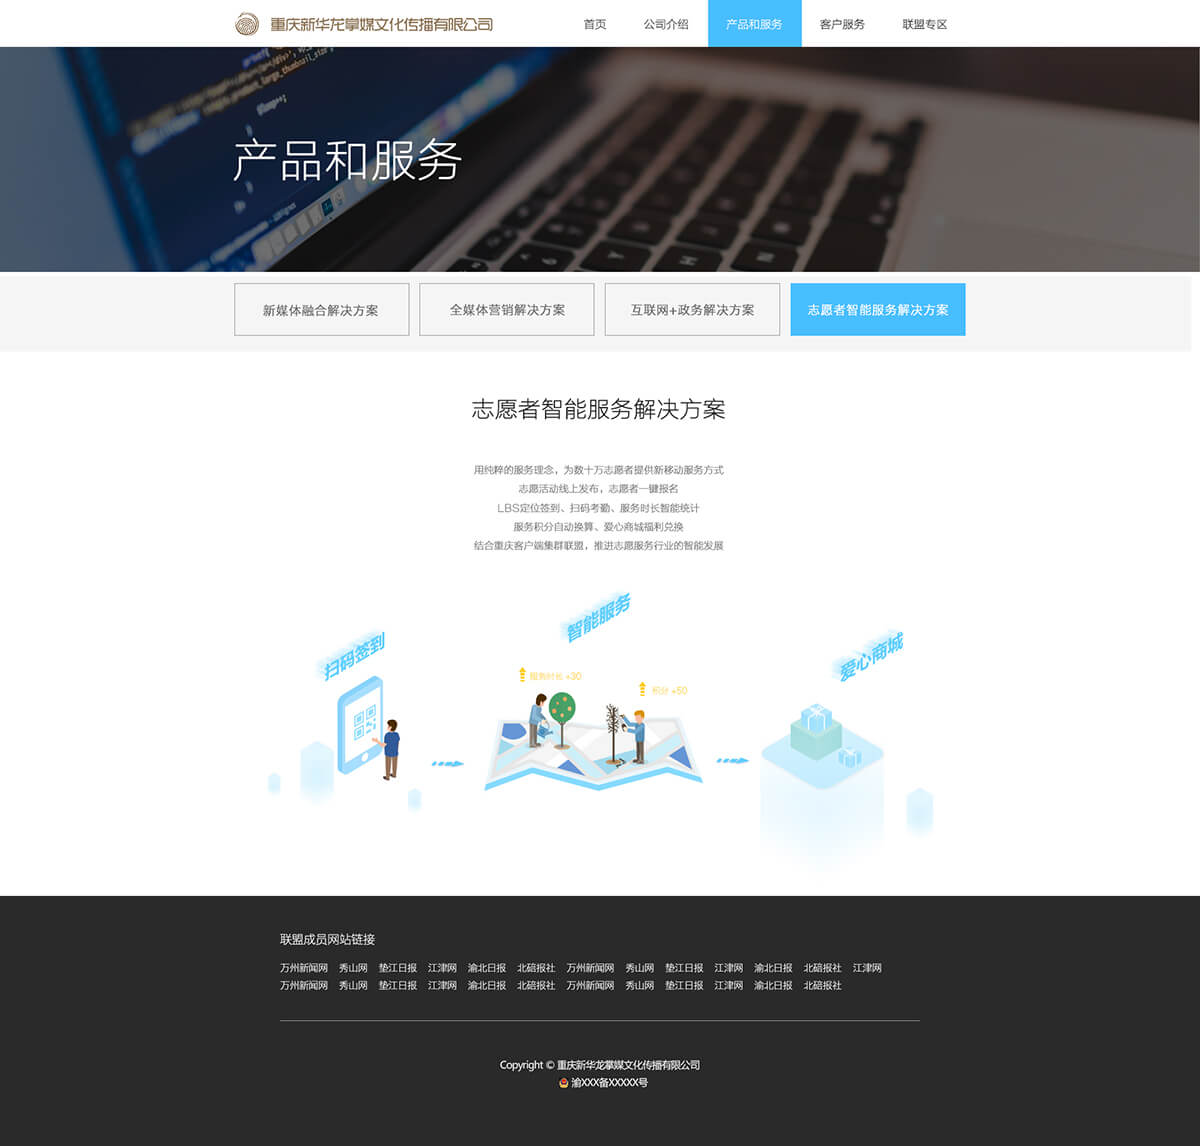 重庆新华龙掌媒文化传播有限公司
首页 公司介绍 产品和服务 客户服务 联盟专区
产品和服务
新媒体融合解决方案 全媒体营销解决方案 互联网+政务解决方案 志愿者智能服务解决方案
志愿者智能服务解决方案
用纯粹的服务理念，为数十万志愿者提供新移动服务方式
志愿活动线上发布，志愿者一键报名
LBS定位签到、扫码考勤、服务时长智能统计
服务积分自动换算、爱心商城福利兑换
结合重庆客户端集群联盟，推进志愿服务行业的智能发展
智能服务
扫码签到
爱心商城
服务时长 +30
积分 +50
联盟成员网站链接
万州新闻网 秀山网 垫江日报 江津网 渝北日报 北碚报社 万州新闻网 秀山网 垫江日报 江津网 渝北日报 北碚报社 江津网
万州新闻网 秀山网 垫江日报 江津网 渝北日报 北碚报社 万州新闻网 秀山网 垫江日报 江津网 渝北日报 北碚报社
Copyright © 重庆新华龙掌媒文化传播有限公司
渝XXX备XXXXX号